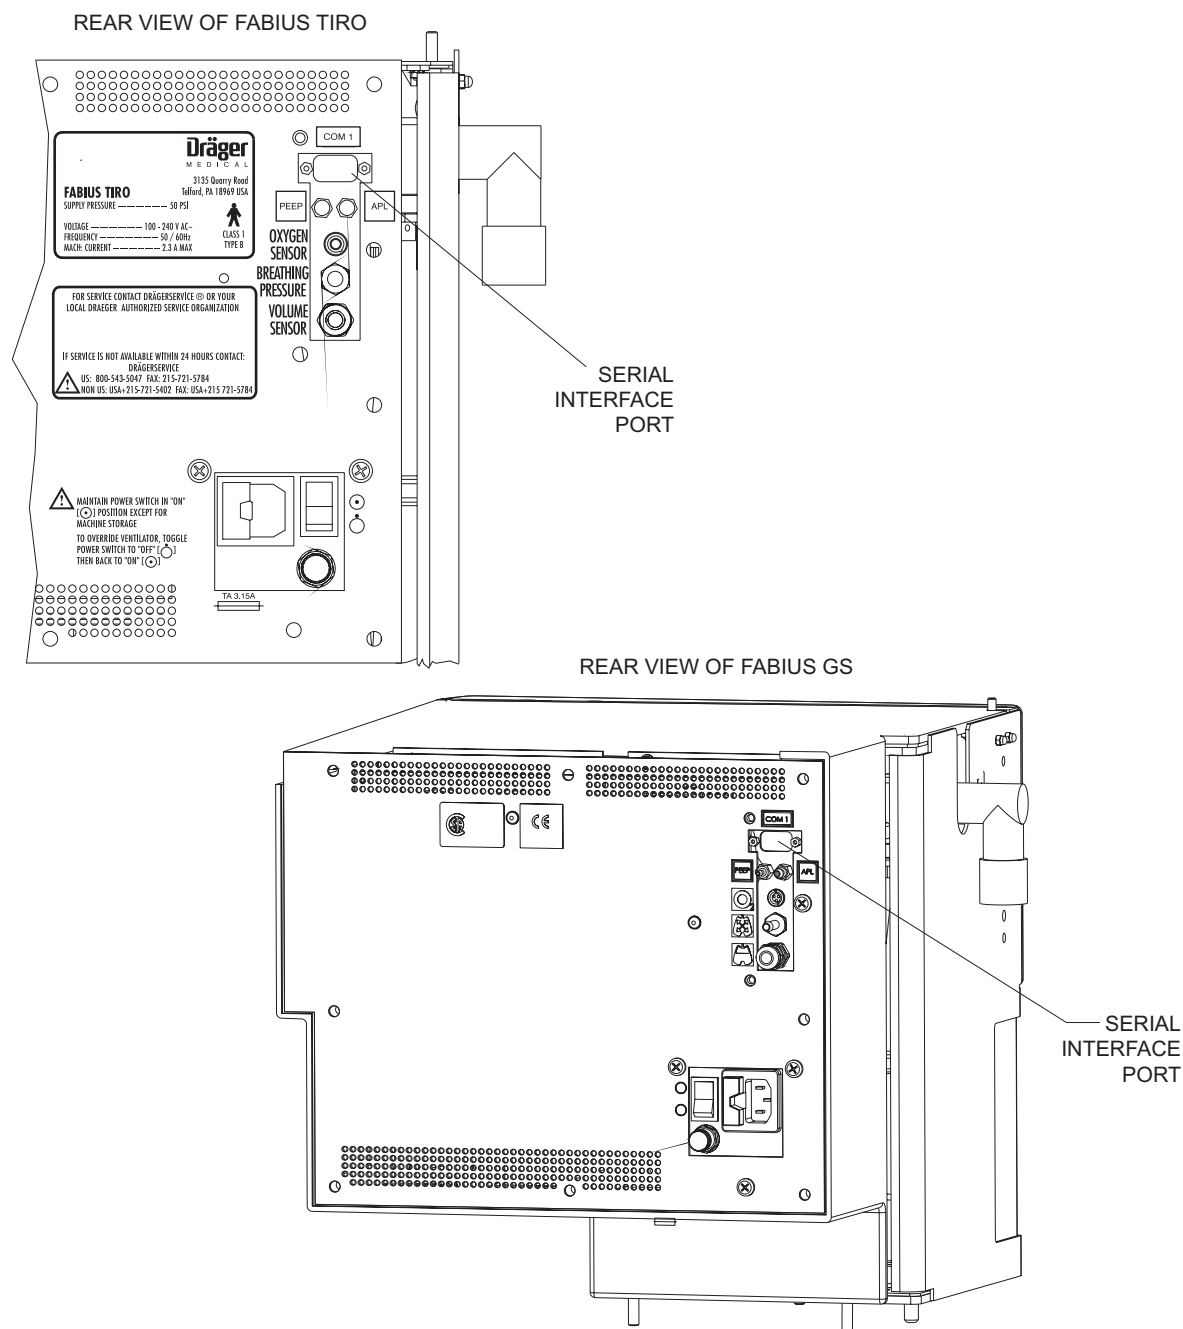 REAR VIEW OF FABIUS TIRO
COM 1
Dräger
MEDICAL
3135 Quarry Road
Telford, PA 18969 USA
FABIUS TIRO
SUPPLY PRESSURE — — — — — — 50 PSI
VOLTAGE — — — — — — 100 - 240 V AC~
FREQUENCY — — — — — — 50 / 60Hz
MACH: CURRENT — — — — — — 2.3 A MAX
CLASS 1
TYPE B
PEEP
APL
OXYGEN
SENSOR
BREATHING
PRESSURE
VOLUME
SENSOR
FOR SERVICE CONTACT DRÄGERSERVICE ® OR YOUR
LOCAL DRAEGER AUTHORIZED SERVICE ORGANIZATION
IF SERVICE IS NOT AVAILABLE WITHIN 24 HOURS CONTACT:
DRÄGERSERVICE
US: 800-543-5047 FAX: 215-721-5784
NON US: USA+215-721-5402 FAX: USA+215 721-5784
SERIAL
INTERFACE
PORT
MAINTAIN POWER SWITCH IN "ON"
[⊙] POSITION EXCEPT FOR
MACHINE STORAGE
TO OVERRIDE VENTILATOR, TOGGLE
POWER SWITCH TO "OFF" [○]
THEN BACK TO "ON" [⊙]
TA 3.15A
REAR VIEW OF FABIUS GS
COM 1
CE
PEEP
APL
SERIAL
INTERFACE
PORT